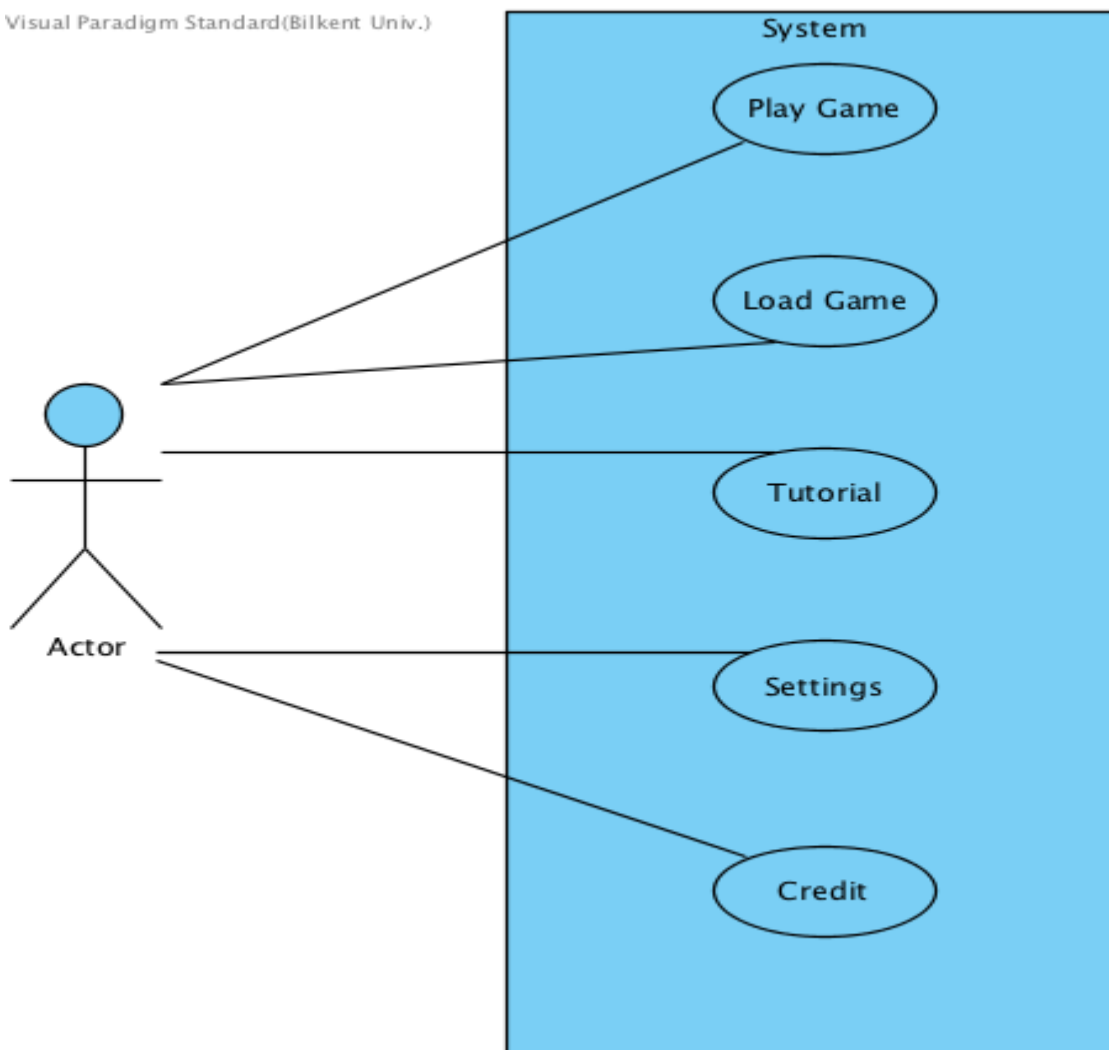 Visual Paradigm Standard(Bilkent Univ.)
System
Play Game
Load Game
Tutorial
Actor
Settings
Credit